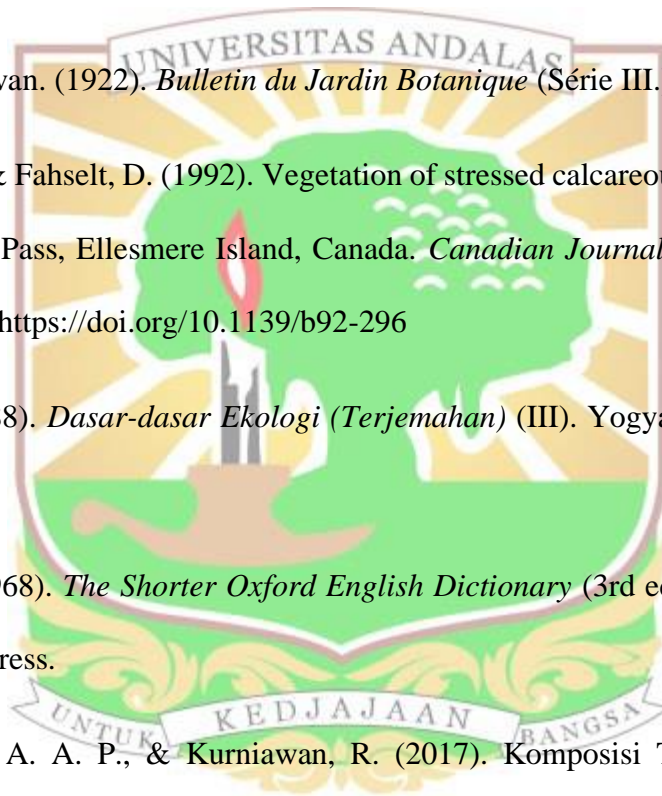 UNIVERSITAS ANDALAS
wan. (1922). Bulletin du Jardin Botanique (Série III.
& Fahselt, D. (1992). Vegetation of stressed calcareou
Pass, Ellesmere Island, Canada. Canadian Journal
https://doi.org/10.1139/b92-296
88). Dasar-dasar Ekologi (Terjemahan) (III). Yogya
968). The Shorter Oxford English Dictionary (3rd ed
ress.
UNTUK KEDJAJAAN BANGSA
A. A. P., & Kurniawan, R. (2017). Komposisi